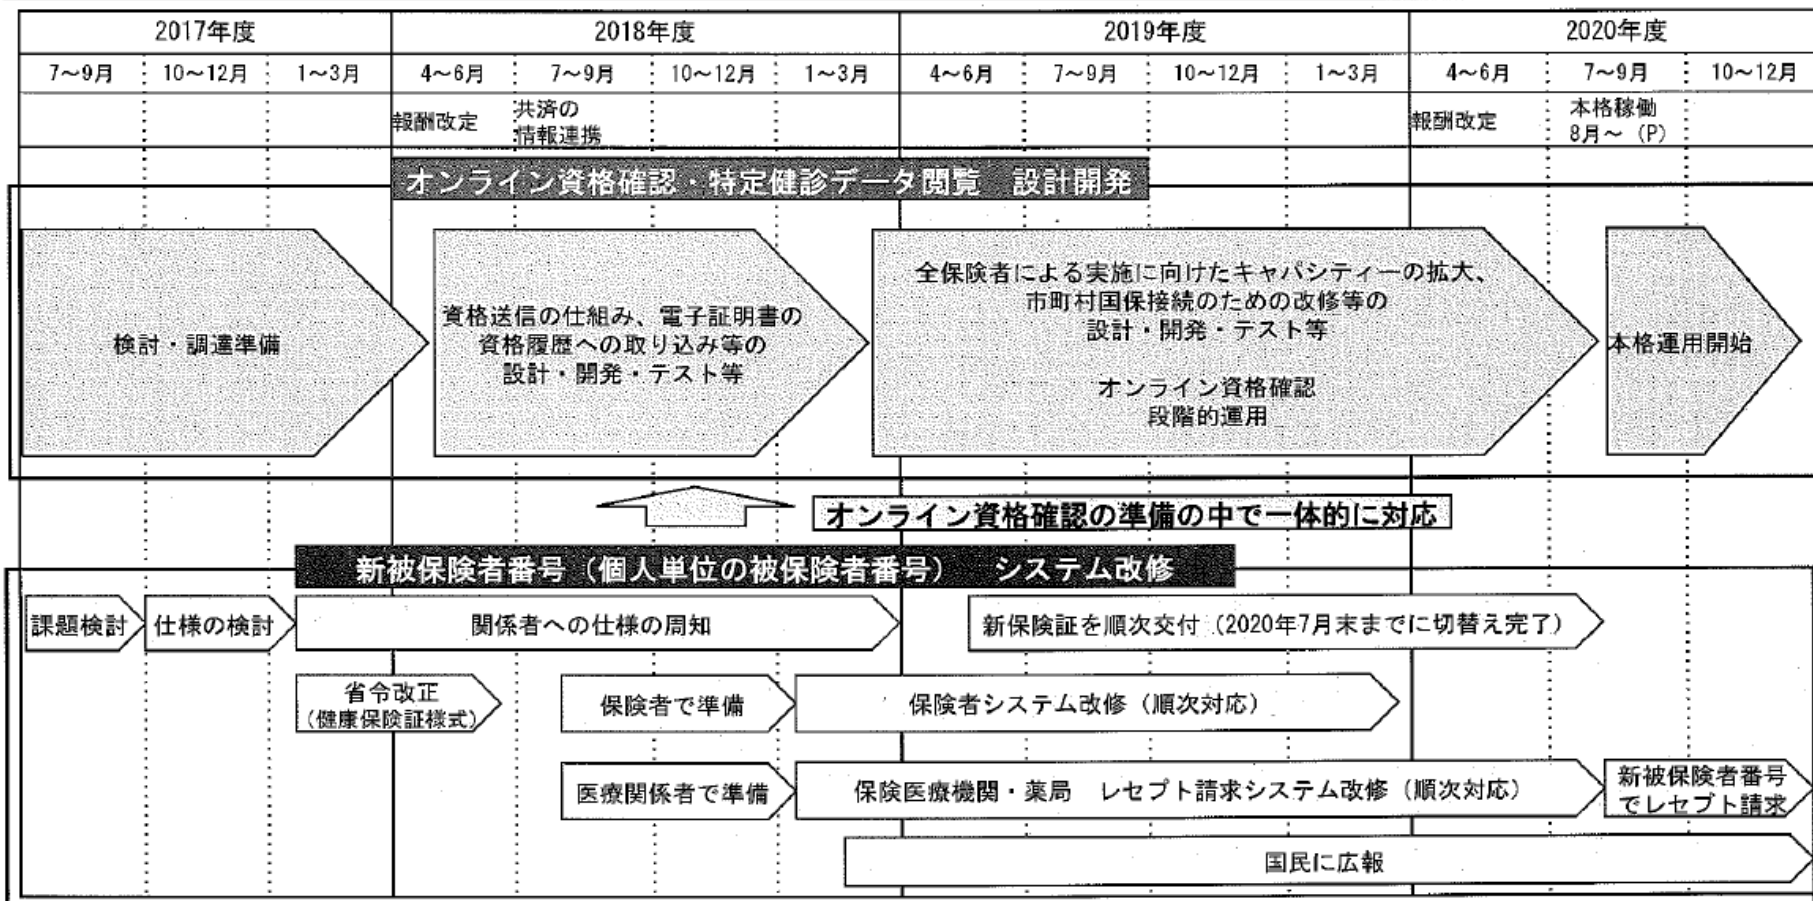 2017年度
2018年度
2019年度
2020年度
7～9月
10～12月
1～3月
4～6月
7～9月
10～12月
1～3月
4～6月
7～9月
10～12月
1～3月
4～6月
7～9月
10～12月
報酬改定
共済の
情報連携
報酬改定
本格稼働
8月～（P）
オンライン資格確認・特定健診データ閲覧　設計開発
検討・調達準備
資格送信の仕組み、電子証明書の
資格履歴への取り込み等の
設計・開発・テスト等
全保険者による実施に向けたキャパシティーの拡大、
市町村国保接続のための改修等の
設計・開発・テスト等
オンライン資格確認
段階的運用
本格運用開始
オンライン資格確認の準備の中で一体的に対応
新被保険者番号（個人単位の被保険者番号）　システム改修
課題検討
仕様の検討
関係者への仕様の周知
新保険証を順次交付（2020年7月末までに切替え完了）
省令改正
（健康保険証様式）
保険者で準備
保険者システム改修（順次対応）
医療関係者で準備
保険医療機関・薬局　レセプト請求システム改修（順次対応）
新被保険者番号
でレセプト請求
国民に広報